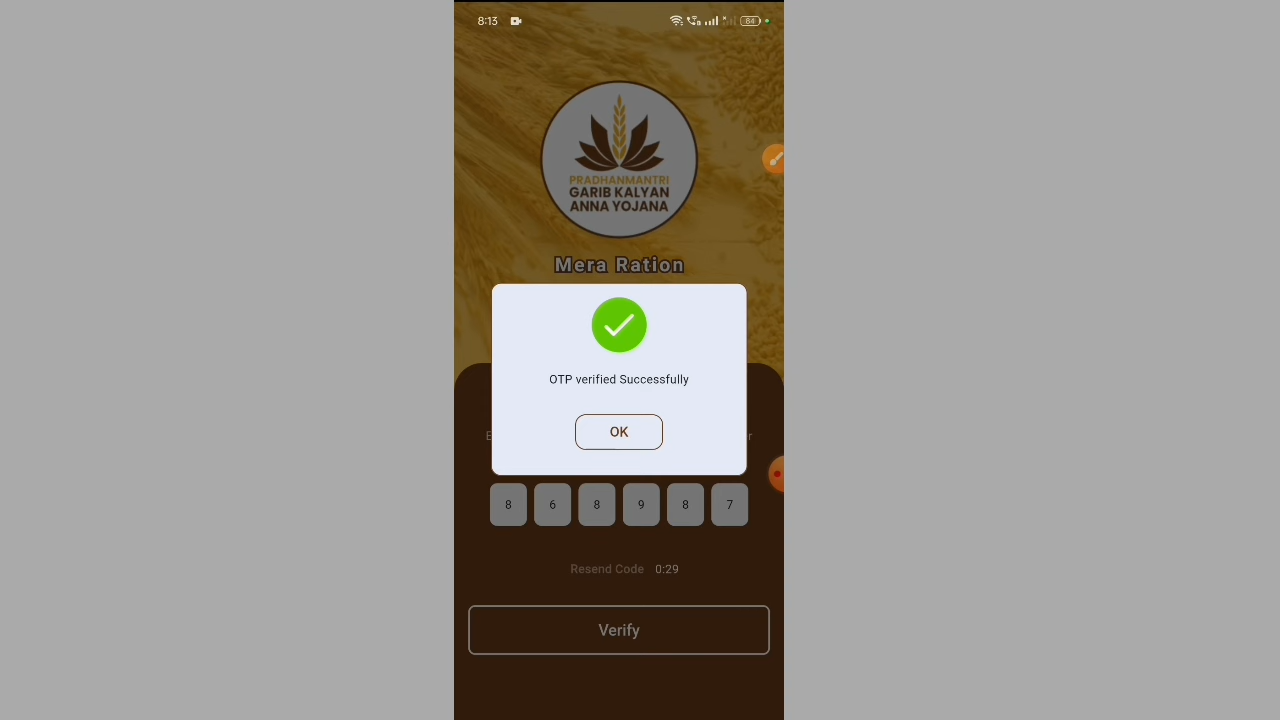 8:13
84
PRADHANMANTRI
GARIB KALYAN
ANNA YOJANA
Mera Ration
OTP verified Successfully
OK
8 6 8 9 8 7
Resend Code 0:29
Verify